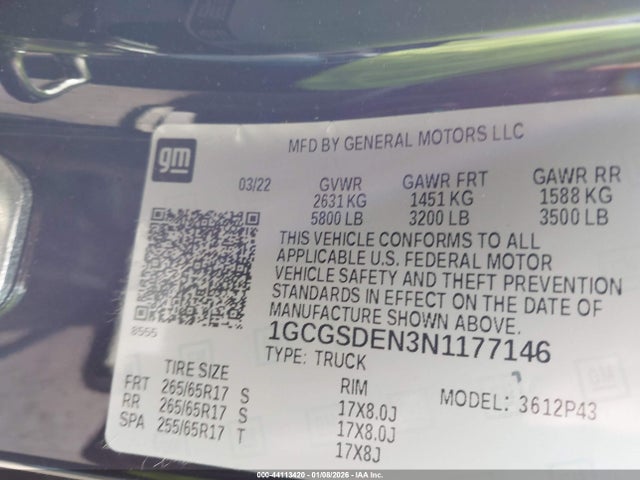 gm
MFD BY GENERAL MOTORS LLC
03/22 GVWR GAWR FRT GAWR RR
2631 KG 1451 KG 1588 KG
5800 LB 3200 LB 3500 LB
THIS VEHICLE CONFORMS TO ALL
APPLICABLE U.S. FEDERAL MOTOR
VEHICLE SAFETY AND THEFT PREVENTION
STANDARDS IN EFFECT ON THE DATE OF
MANUFACTURE SHOWN ABOVE.
8555
1GCGSDEN3N1177146
TYPE: TRUCK
TIRE SIZE RIM MODEL: 3612P43
FRT 265/65R17 S 17X8.0J
RR 265/65R17 S 17X8.0J
SPA 255/65R17 T 17X8J
000-44113420 - 01/08/2026 - IAAI, INC.